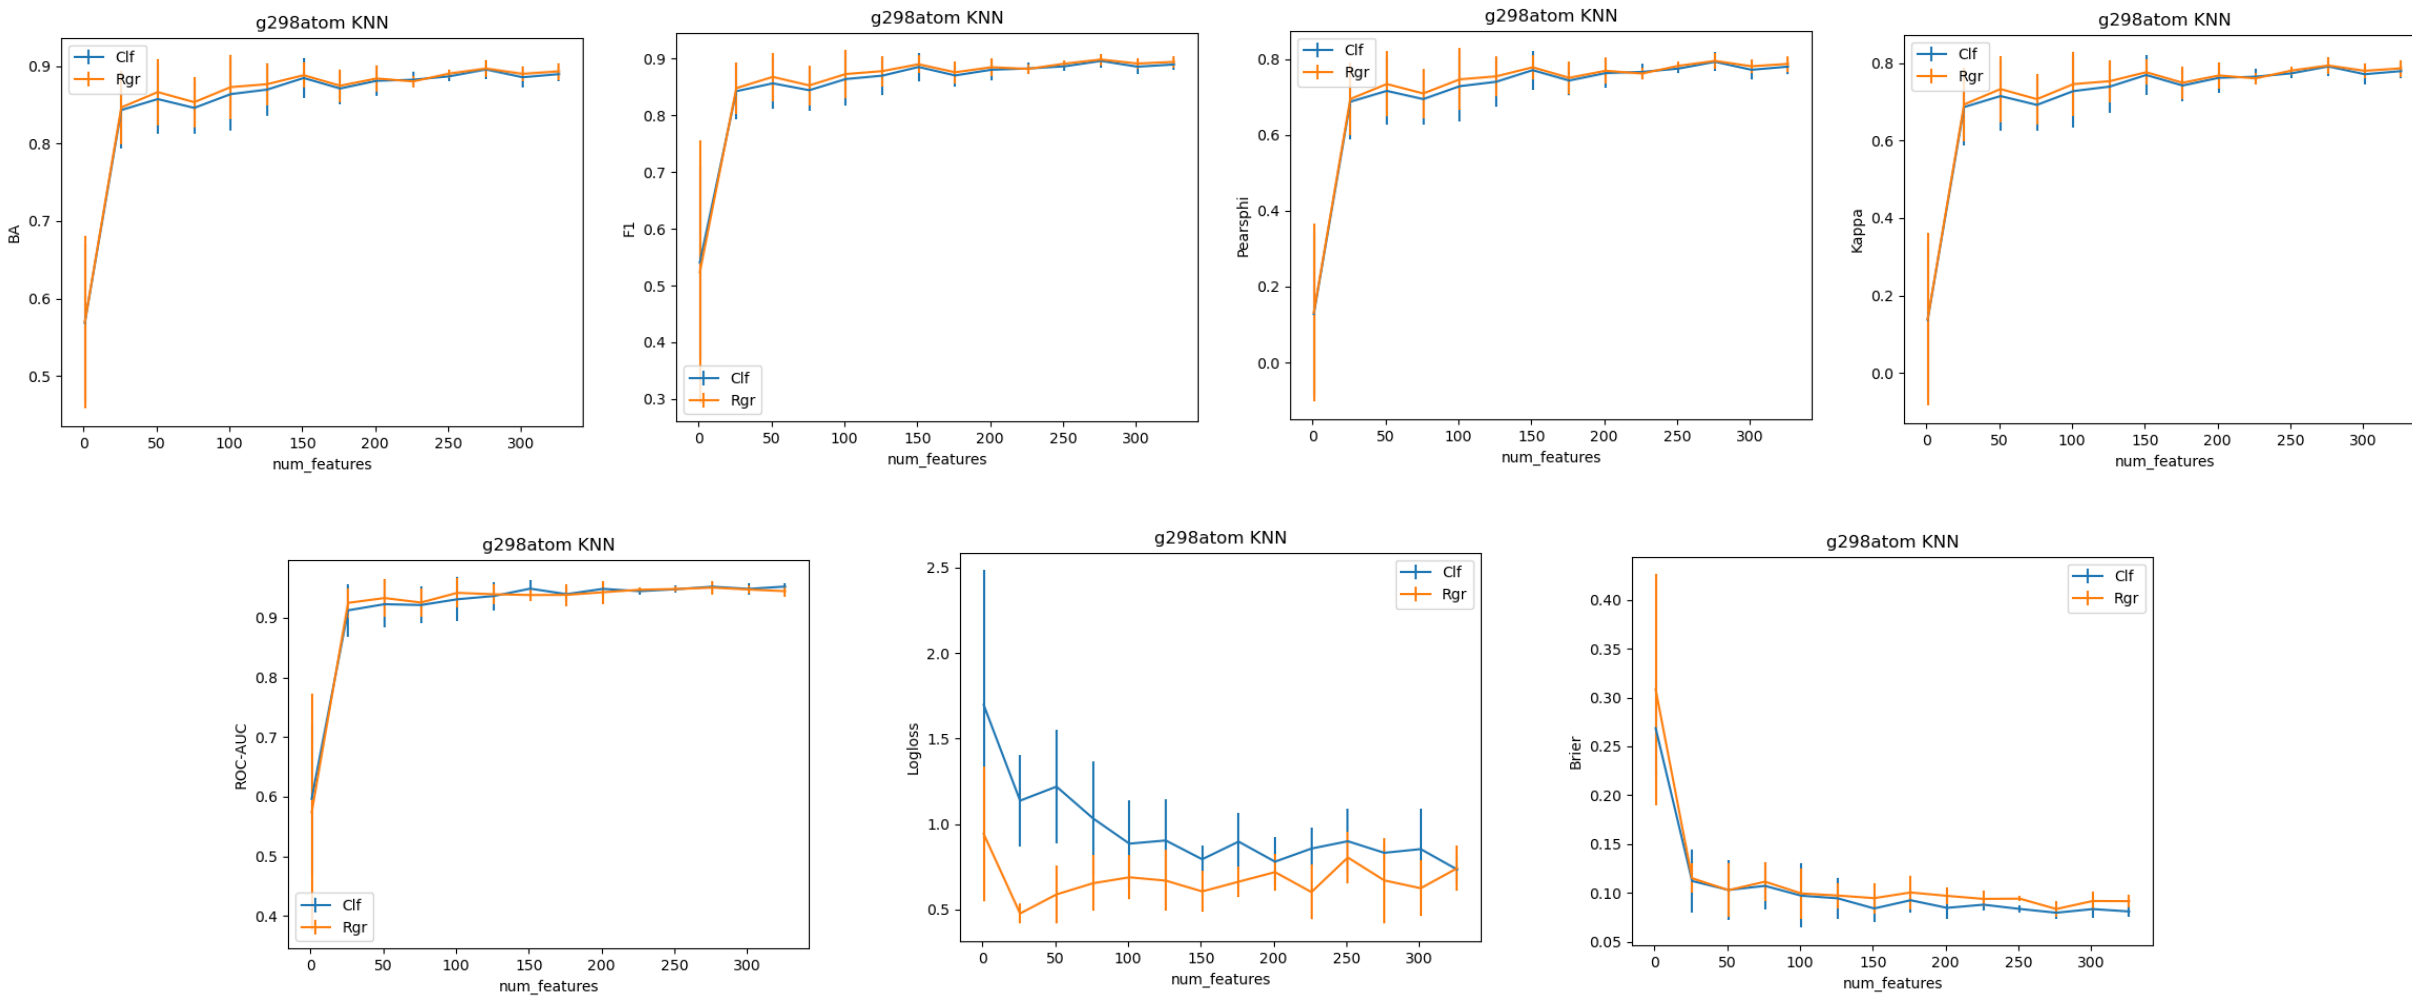 g298atom KNN
Clf
Rgr
0.9
0.8
0.7
0.6
0.5
BA
0 50 100 150 200 250 300
num_features
g298atom KNN
0.9
0.8
0.7
0.6
0.5
0.4
0.3
F1
Clf
Rgr
0 50 100 150 200 250 300
num_features
g298atom KNN
Clf
Rgr
0.8
0.6
0.4
0.2
0.0
Pearsphi
0 50 100 150 200 250 300
num_features
g298atom KNN
Clf
Rgr
0.8
0.6
0.4
0.2
0.0
Kappa
0 50 100 150 200 250 300
num_features
g298atom KNN
0.9
0.8
0.7
0.6
0.5
0.4
ROC-AUC
Clf
Rgr
0 50 100 150 200 250 300
num_features
g298atom KNN
Clf
Rgr
2.5
2.0
1.5
1.0
0.5
Logloss
0 50 100 150 200 250 300
num_features
g298atom KNN
Clf
Rgr
0.40
0.35
0.30
0.25
0.20
0.15
0.10
0.05
Brier
0 50 100 150 200 250 300
num_features